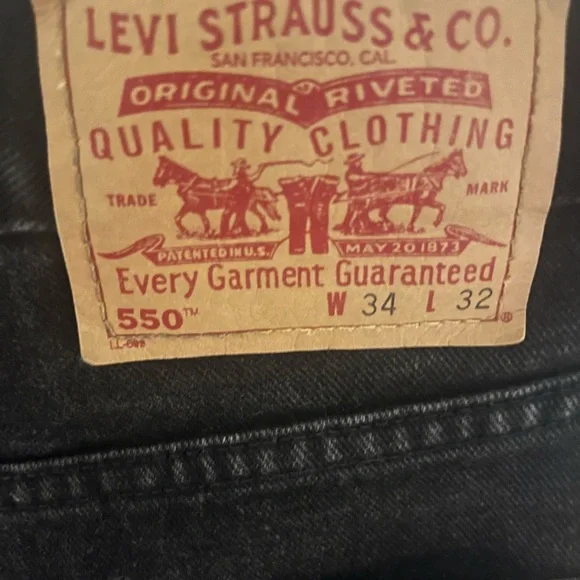 LEVI STRAUSS & CO.
SAN FRANCISCO, CAL.
ORIGINAL RIVETED
QUALITY CLOTHING
TRADE MARK
PATENTED IN U.S. MAY 20 1873
Every Garment Guaranteed
550™ W 34 L 32 ®